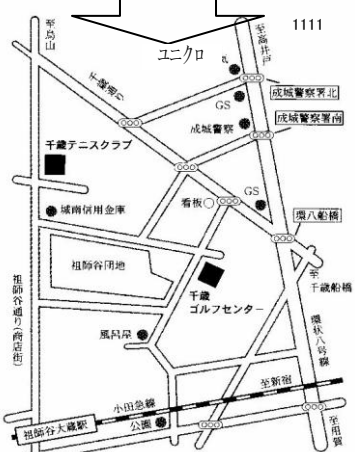 1111
ユニクロ
至烏山
至高井戸
千歳通り
P
成城警察署北
GS
成城警察
成城警察署南
千歳テニスクラブ
城南信用金庫
看板
GS
環八船橋
祖師谷団地
至
千歳船橋
千歳
ゴルフセンター
祖師谷通り(商店街)
環状八号線
風呂屋
至新宿
小田急線
公園
祖師谷大蔵駅
至用賀